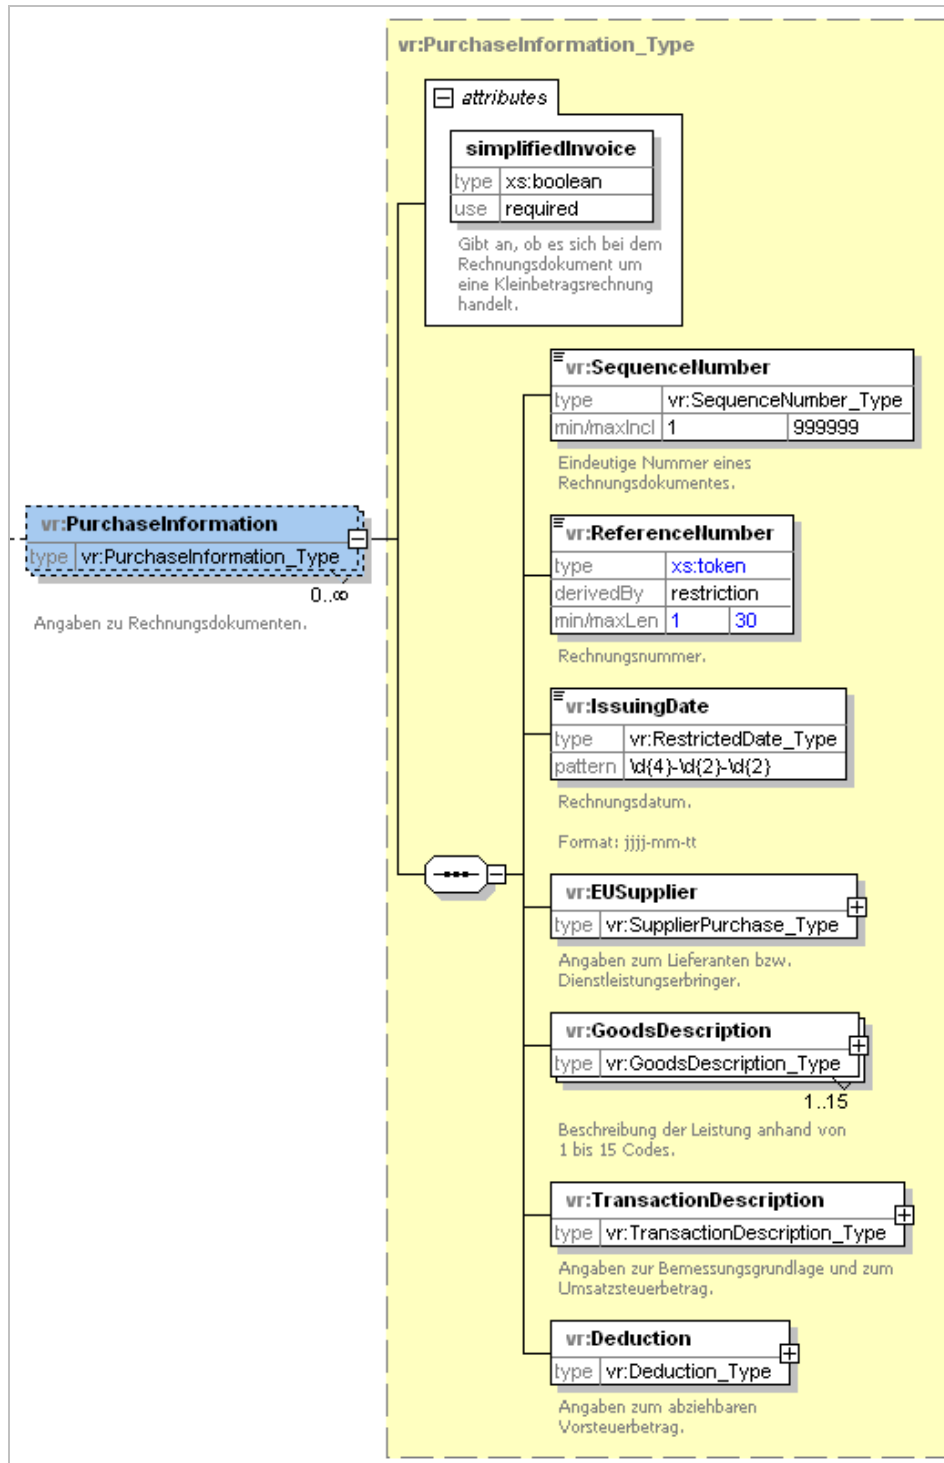 vr:PurchaseInformation_Type
attributes
simplifiedInvoice
type xs:boolean
use required
Gibt an, ob es sich bei dem
Rechnungsdokument um
eine Kleinbetragsrechnung
handelt.
vr:SequenceNumber
type vr:SequenceNumber_Type
min/maxIncl 1 999999
Eindeutige Nummer eines
Rechnungsdokumentes.
vr:PurchaseInformation
type vr:PurchaseInformation_Type
0..∞
Angaben zu Rechnungsdokumenten.
vr:ReferenceNumber
type xs:token
derivedBy restriction
min/maxLen 1 30
Rechnungsnummer.
vr:IssuingDate
type vr:RestrictedDate_Type
pattern \d{4}-\d{2}-\d{2}
Rechnungsdatum.
Format: jjjj-mm-tt
vr:EUSupplier
type vr:SupplierPurchase_Type
Angaben zum Lieferanten bzw.
Dienstleistungserbringer.
vr:GoodsDescription
type vr:GoodsDescription_Type
1..15
Beschreibung der Leistung anhand von
1 bis 15 Codes.
vr:TransactionDescription
type vr:TransactionDescription_Type
Angaben zur Bemessungsgrundlage und zum
Umsatzsteuerbetrag.
vr:Deduction
type vr:Deduction_Type
Angaben zum abziehbaren
Vorsteuerbetrag.